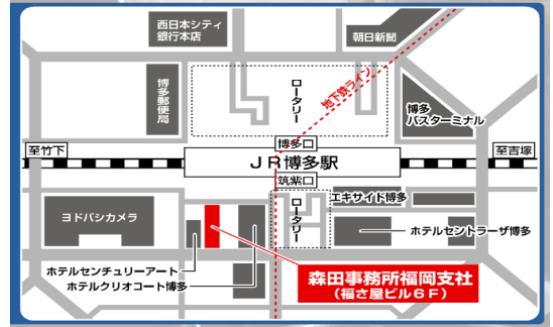 西日本シティ
銀行本店
朝日新聞
博多郵便局
ロータリー
地下鉄ライン
博多
バスターミナル
博多口
至竹下
JR博多駅
至吉塚
筑紫口
エキサイド博多
ロータリー
ヨドバシカメラ
ホテルセントラーザ博多
ホテルセンチュリーアート
ホテルクリオコート博多
森田事務所福岡支社
(福さ屋ビル6F)